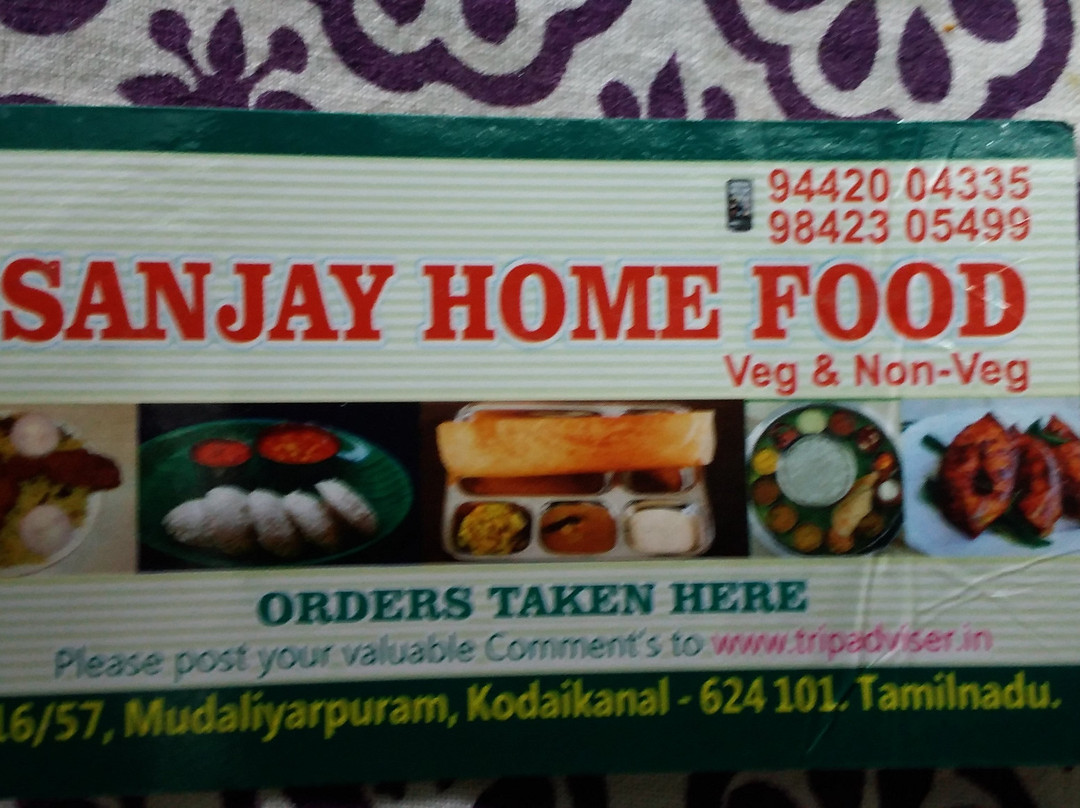 94420 04335
98423 05499
SANJAY HOME FOOD
Veg & Non-Veg
ORDERS TAKEN HERE
Please post your valuable Comment's to www.tripadviser.in
16/57, Mudaliyarpuram, Kodaikanal - 624 101. Tamilnadu.